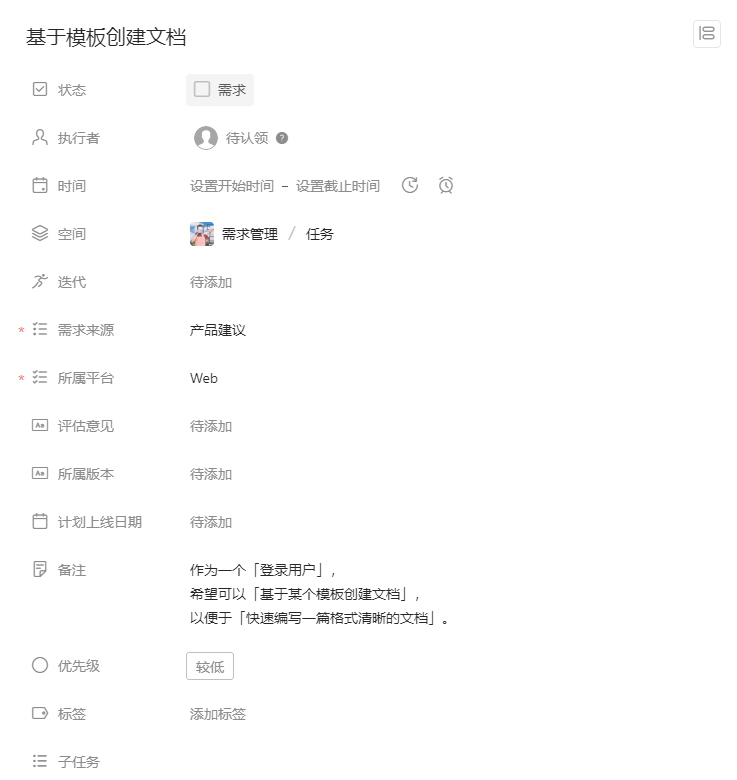 基于模板创建文档
状态 需求
执行者 待认领 ?
时间 设置开始时间 – 设置截止时间
空间 需求管理 / 任务
迭代 待添加
* 需求来源 产品建议
* 所属平台 Web
评估意见 待添加
所属版本 待添加
计划上线日期 待添加
备注 作为一个「登录用户」,
希望可以「基于某个模板创建文档」,
以便于「快速编写一篇格式清晰的文档」。
优先级 较低
标签 添加标签
子任务